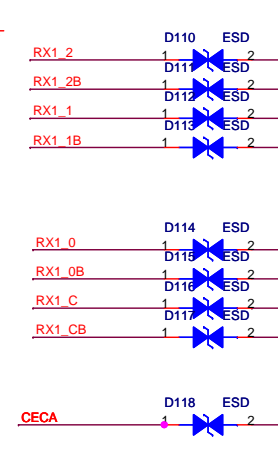 D110 ESD
RX1_2 1 2
D111 ESD
RX1_2B 1 2
D112 ESD
RX1_1 1 2
D113 ESD
RX1_1B 1 2
D114 ESD
RX1_0 1 2
D115 ESD
RX1_0B 1 2
D116 ESD
RX1_C 1 2
D117 ESD
RX1_CB 1 2
D118 ESD
CECA 1 2